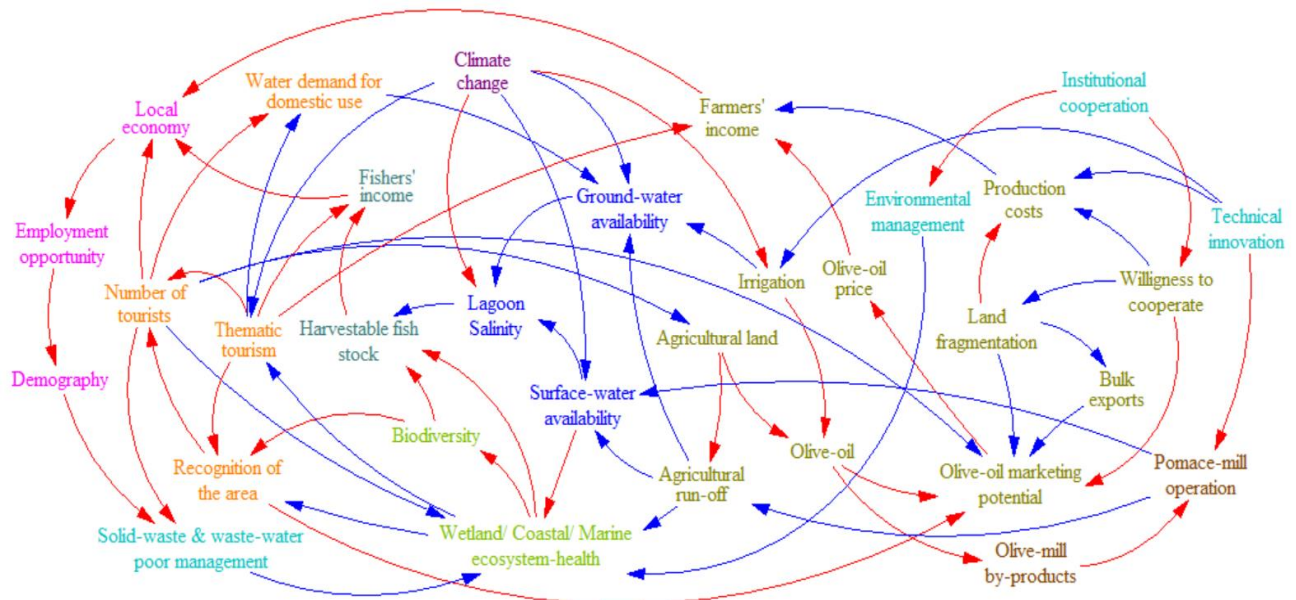 Climate
change
Water demand for
domestic use
Institutional
cooperation
Local
economy
Farmers'
income
Fishers'
income
Ground-water
availability
Environmental
management
Production
costs
Technical
innovation
Employment
opportunity
Number of
tourists
Thematic
tourism
Harvestable fish
stock
Lagoon
Salinity
Irrigation
Olive-oil
price
Willigness to
cooperate
Agricultural land
Land
fragmentation
Demography
Surface-water
availability
Bulk
exports
Biodiversity
Olive-oil
Recognition of
the area
Agricultural
run-off
Olive-oil marketing
potential
Pomace-mill
operation
Solid-waste & waste-water
poor management
Wetland/ Coastal/ Marine
ecosystem-health
Olive-mill
by-products